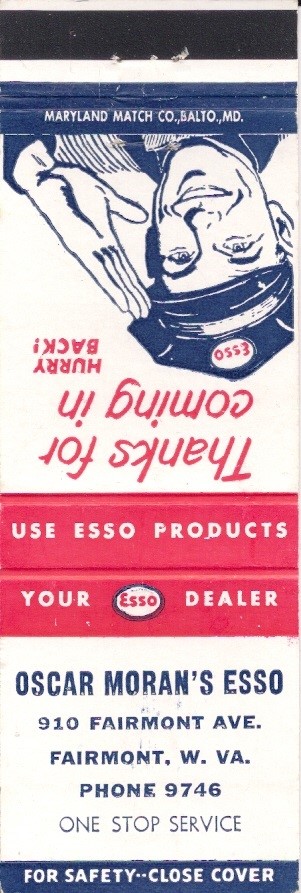 MARYLAND MATCH CO.,BALTO.,MD.
ESSO
HURRY
BACK!
Thanks for
coming in
USE ESSO PRODUCTS
YOUR Esso DEALER
OSCAR MORAN'S ESSO
910 FAIRMONT AVE.
FAIRMONT, W. VA.
PHONE 9746
ONE STOP SERVICE
FOR SAFETY--CLOSE COVER